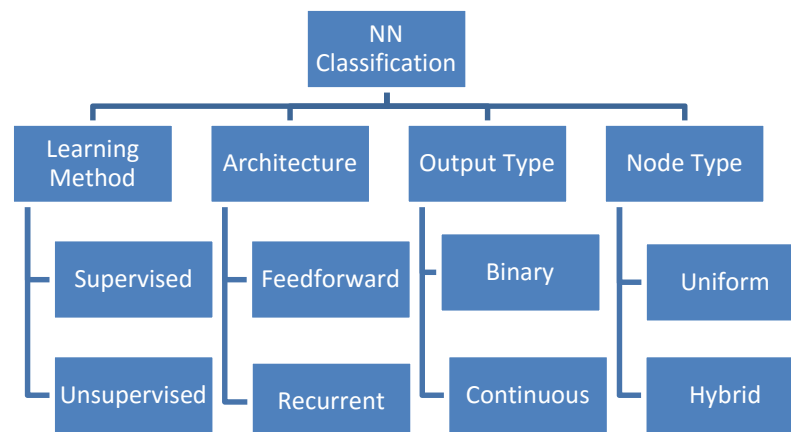 NN
Classification
Learning
Method
Architecture
Output Type
Node Type
Supervised
Feedforward
Binary
Uniform
Unsupervised
Recurrent
Continuous
Hybrid